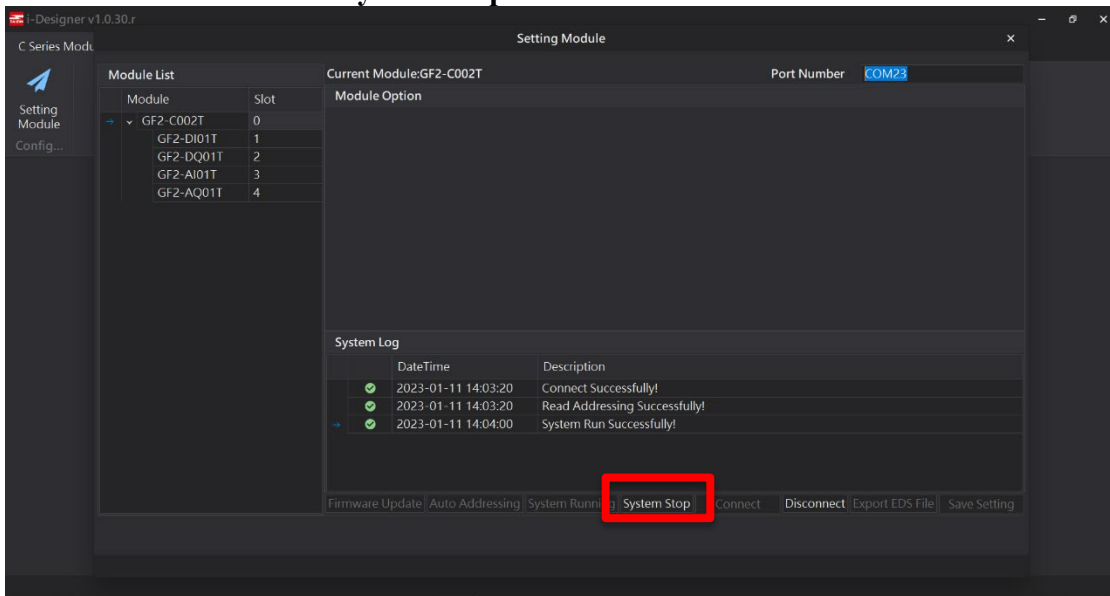 i-Designer v1.0.30.r
C Series Modu
Setting Module
Setting
Module
Config...
Module List
Module Slot
GF2-C002T 0
GF2-DI01T 1
GF2-DQ01T 2
GF2-AI01T 3
GF2-AQ01T 4
Current Module:GF2-C002T Port Number COM23
Module Option
System Log
DateTime Description
2023-01-11 14:03:20 Connect Successfully!
2023-01-11 14:03:20 Read Addressing Successfully!
2023-01-11 14:04:00 System Run Successfully!
Firmware Update Auto Addressing System Running System Stop Connect Disconnect Export EDS File Save Setting